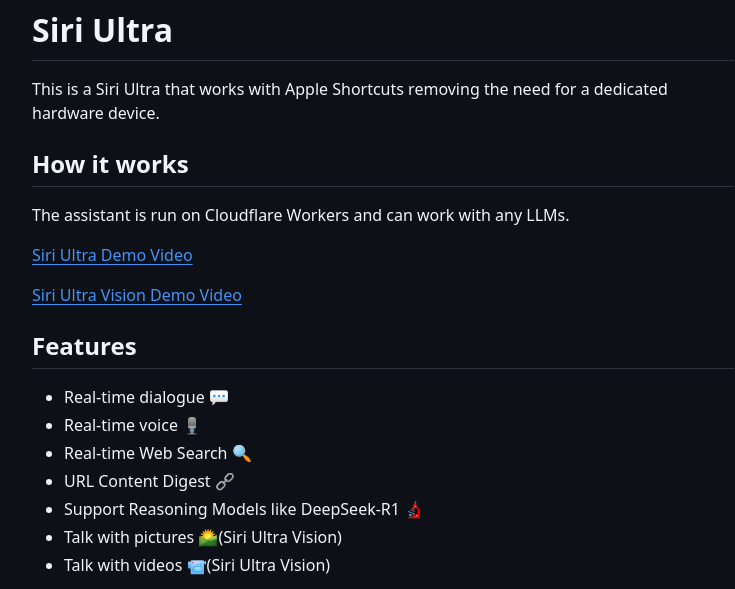 Siri Ultra
This is a Siri Ultra that works with Apple Shortcuts removing the need for a dedicated
hardware device.
How it works
The assistant is run on Cloudflare Workers and can work with any LLMs.
Siri Ultra Demo Video
Siri Ultra Vision Demo Video
Features
Real-time dialogue 💬
Real-time voice 🎙️
Real-time Web Search 🔍
URL Content Digest 🔗
Support Reasoning Models like DeepSeek-R1 🔬
Talk with pictures 🌄(Siri Ultra Vision)
Talk with videos 📹(Siri Ultra Vision)